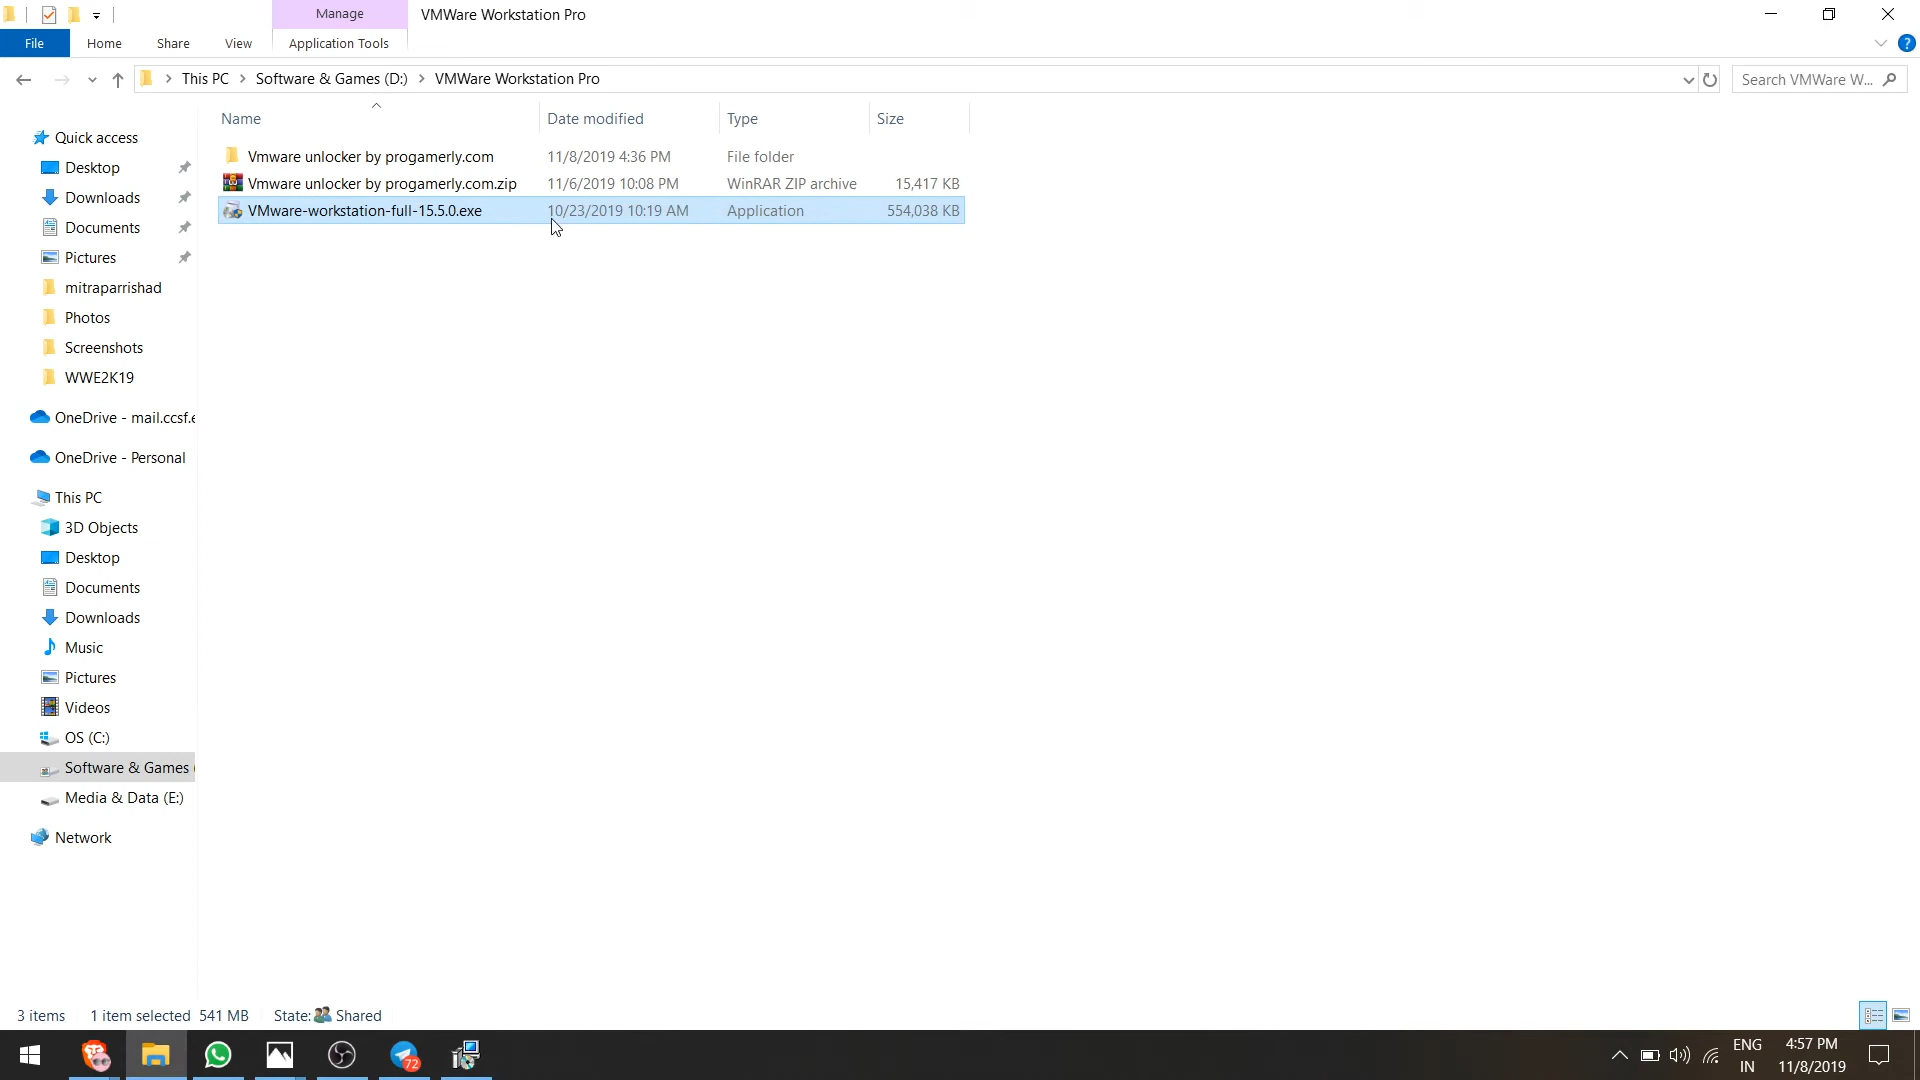 Manage
VMWare Workstation Pro
File
Home
Share
View
Application Tools
This PC
Software & Games (D:)
VMWare Workstation Pro
Search VMWare W...
Name
Date modified
Type
Size
Vmware unlocker by progamerly.com
11/8/2019 4:36 PM
File folder
Vmware unlocker by progamerly.com.zip
11/6/2019 10:08 PM
WinRAR ZIP archive
15,417 KB
VMware-workstation-full-15.5.0.exe
10/23/2019 10:19 AM
Application
554,038 KB
Quick access
Desktop
Downloads
Documents
Pictures
mitraparrishad
Photos
Screenshots
WWE2K19
OneDrive - mail.ccsf.e
OneDrive - Personal
This PC
3D Objects
Desktop
Documents
Downloads
Music
Pictures
Videos
OS (C:)
Software & Games (
Media & Data (E:)
Network
3 items
1 item selected 541 MB
State: Shared
72
ENG
IN
4:57 PM
11/8/2019